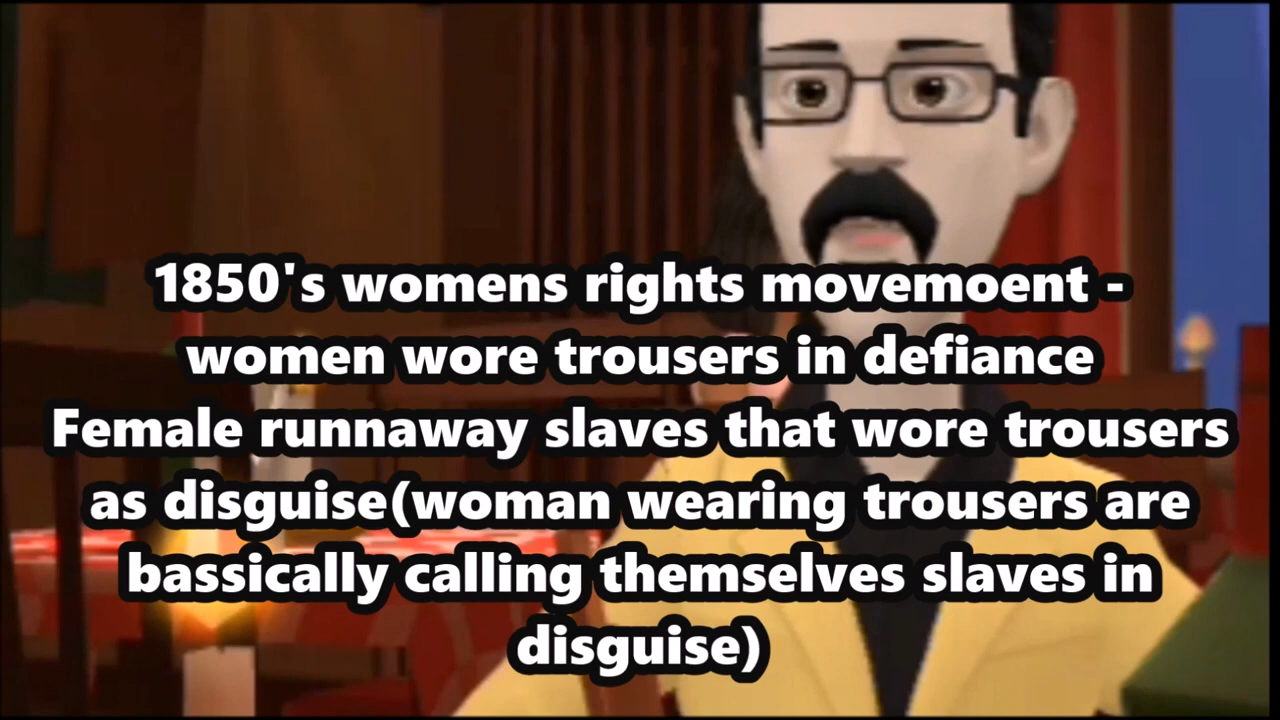 1850's womens rights movemoent -
women wore trousers in defiance
Female runnaway slaves that wore trousers
as disguise(woman wearing trousers are
bassically calling themselves slaves in
disguise)